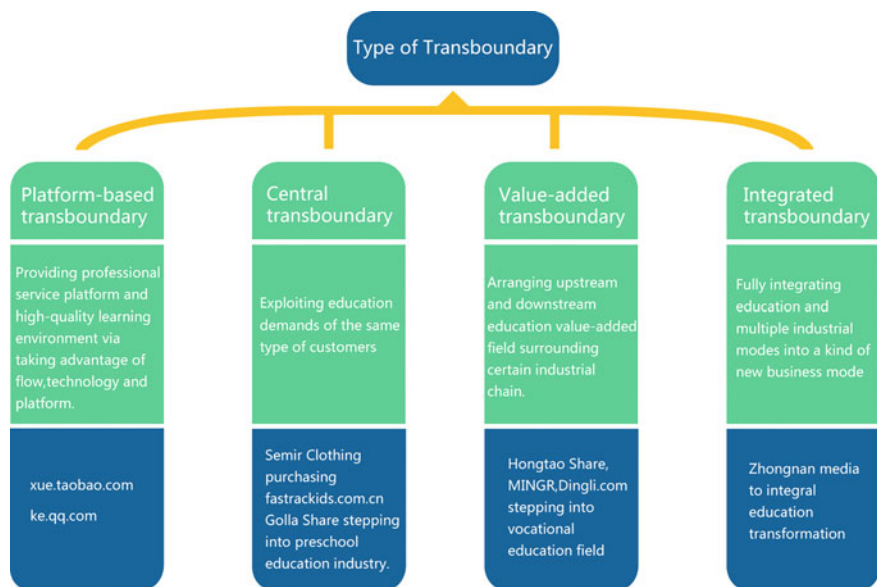 Type of Transboundary
Platform-based
transboundary
Providing professional
service platform and
high-quality learning
environment via
taking advantage of
flow,technology and
platform.
xue.taobao.com
ke.qq.com
Central
transboundary
Exploiting education
demands of the same
type of customers
Semir Clothing
purchasing
fastrackids.com.cn
Golla Share stepping
into preschool
education industry.
Value-added
transboundary
Arranging upstream
and downstream
education value-added
field surrounding
certain industrial
chain.
Hongtao Share,
MINGR,Dingli.com
stepping into
vocational
education field
Integrated
transboundary
Fully integrating
education and
multiple industrial
modes into a kind of
new business mode
Zhongnan media
to integral
education
transformation